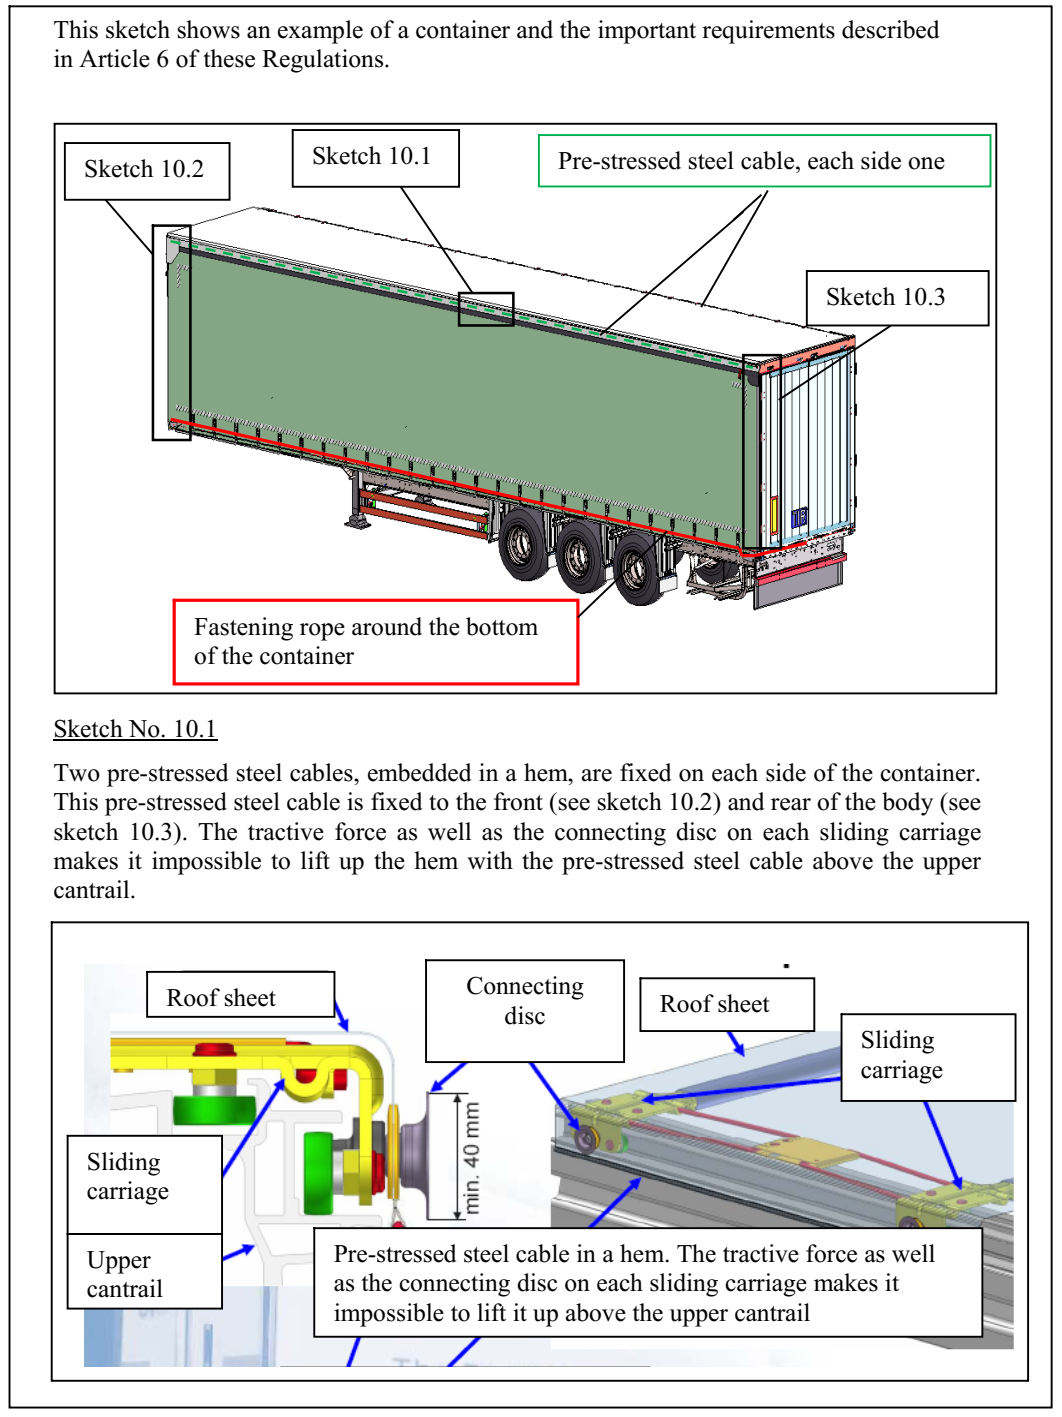 This sketch shows an example of a container and the important requirements described
in Article 6 of these Regulations.
Sketch 10.2
Sketch 10.1
Pre-stressed steel cable, each side one
Sketch 10.3
Fastening rope around the bottom
of the container
Sketch No. 10.1
Two pre-stressed steel cables, embedded in a hem, are fixed on each side of the container.
This pre-stressed steel cable is fixed to the front (see sketch 10.2) and rear of the body (see
sketch 10.3). The tractive force as well as the connecting disc on each sliding carriage
makes it impossible to lift up the hem with the pre-stressed steel cable above the upper
cantrail.
Roof sheet
Connecting
disc
Roof sheet
Sliding
carriage
min. 40 mm
Sliding
carriage
Upper
cantrail
Pre-stressed steel cable in a hem. The tractive force as well
as the connecting disc on each sliding carriage makes it
impossible to lift it up above the upper cantrail